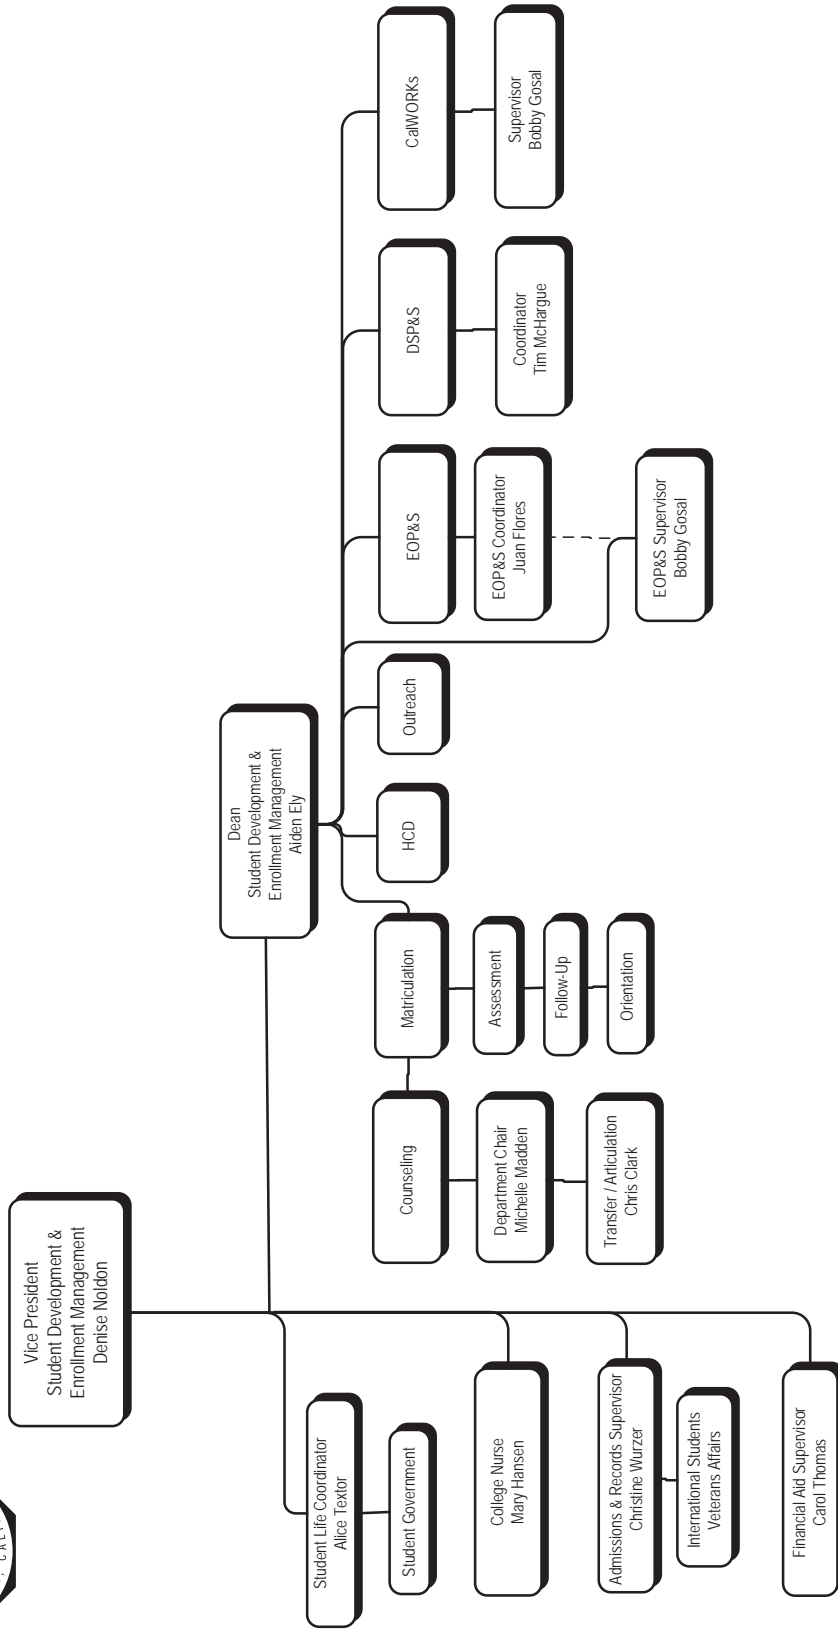 Vice President
Student Development &
Enrollment Management
Denise Noldon
Dean
Student Development &
Enrollment Management
Aiden Ely
Student Life Coordinator
Alice Textor
Student Government
College Nurse
Mary Hansen
Admissions & Records Supervisor
Christine Wurzer
International Students
Veterans Affairs
Financial Aid Supervisor
Carol Thomas
Counseling
Department Chair
Michelle Madden
Transfer / Articulation
Chris Clark
Matriculation
Assessment
Follow-Up
Orientation
HCD
Outreach
EOP&S
EOP&S Coordinator
Juan Flores
EOP&S Supervisor
Bobby Gosal
DSP&S
Coordinator
Tim McHargue
CalWORKs
Supervisor
Bobby Gosal